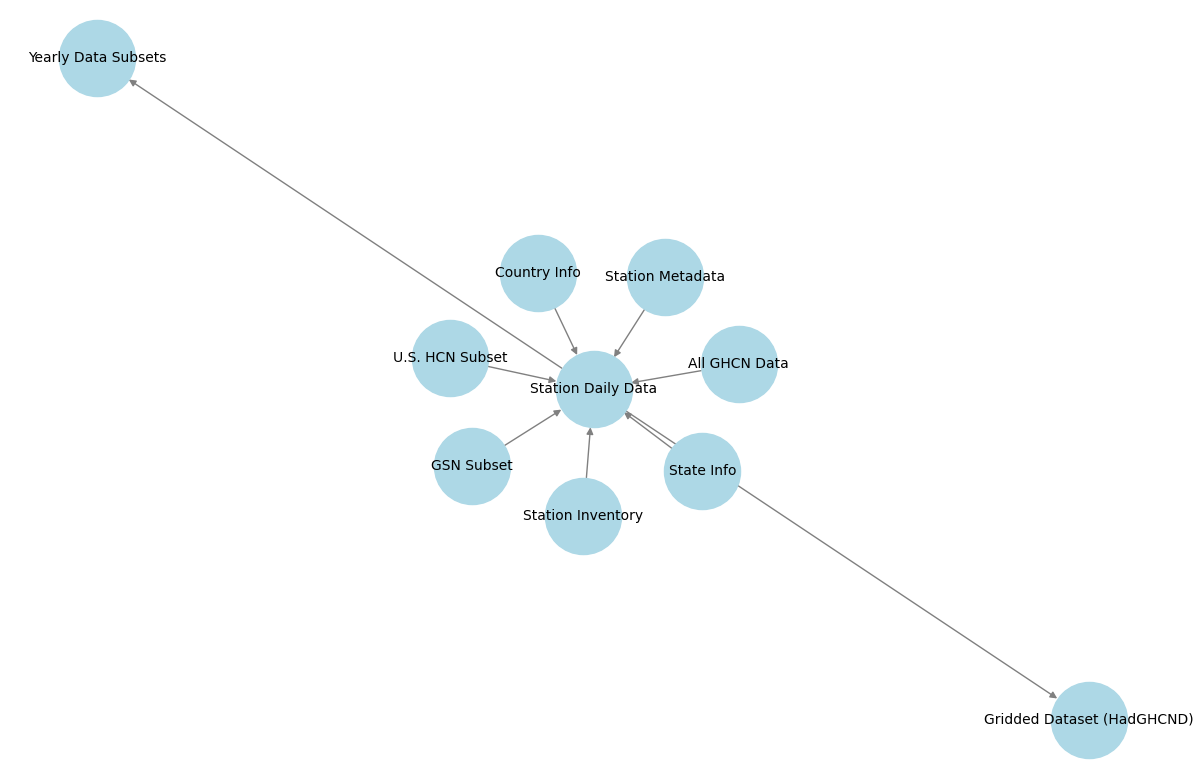 Yearly Data Subsets
Country Info
Station Metadata
U.S. HCN Subset
All GHCN Data
Station Daily Data
GSN Subset
State Info
Station Inventory
Gridded Dataset (HadGHCND)